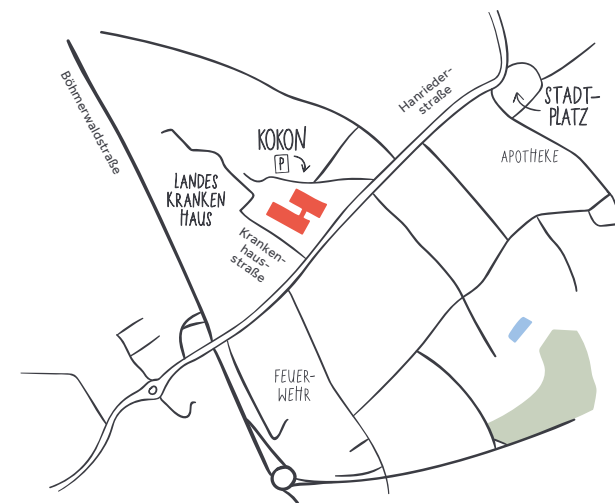 Böhmerwaldstraße
Hanrieder-
straße
STADT-
PLATZ
KOKON
P
APOTHEKE
LANDES
KRANKEN
HAUS
Kranken-
haus-
straße
FEUER-
WEHR